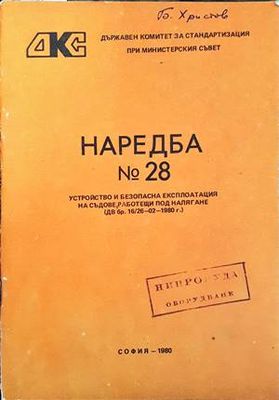 Бл. Христов
ДКС
ДЪРЖАВЕН КОМИТЕТ ЗА СТАНДАРТИЗАЦИЯ
ПРИ МИНИСТЕРСКИЯ СЪВЕТ
НАРЕДБА
№ 28
УСТРОЙСТВО И БЕЗОПАСНА ЕКСПЛОАТАЦИЯ
НА СЪДОВЕ, РАБОТЕЩИ ПОД НАЛЯГАНЕ
(ДВ бр. 16/26–02–1980 г.)
ОБОРУДВАНЕ
СОФИЯ – 1980